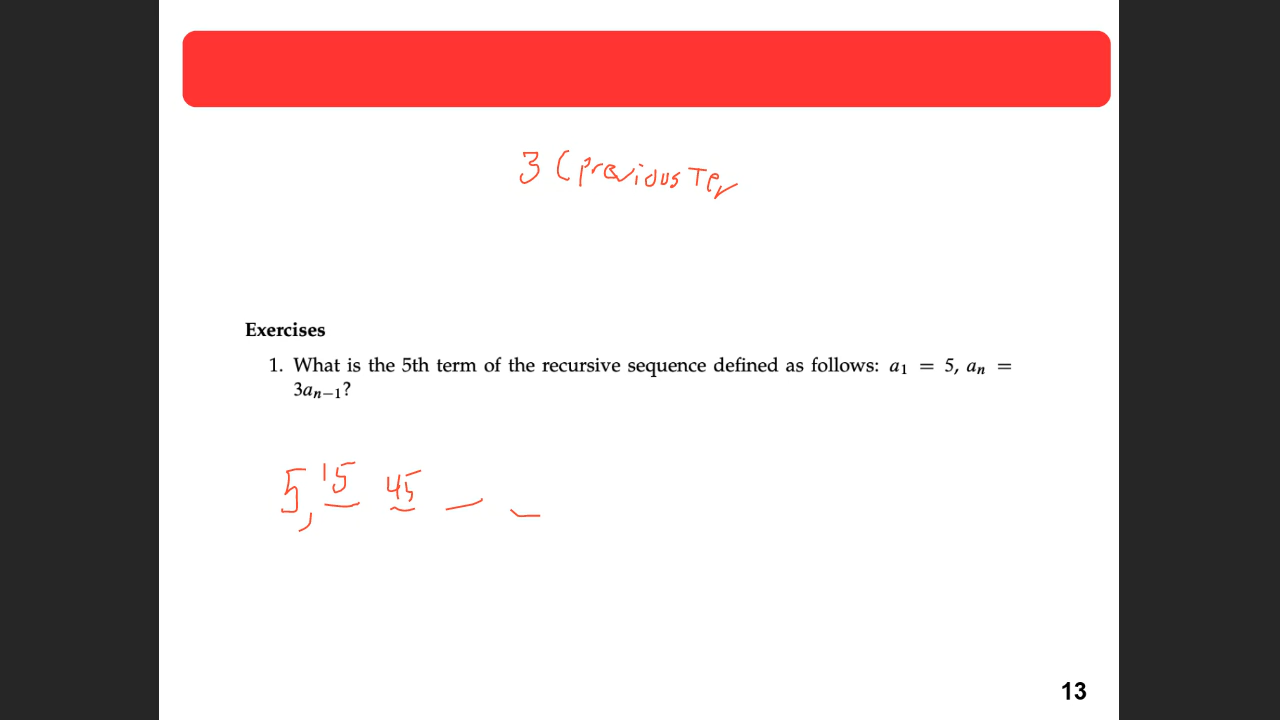 3 (previous Ter
Exercises
1. What is the 5th term of the recursive sequence defined as follows: a₁ = 5, aₙ =
3aₙ₋₁?
5, 15 45 _ _
13